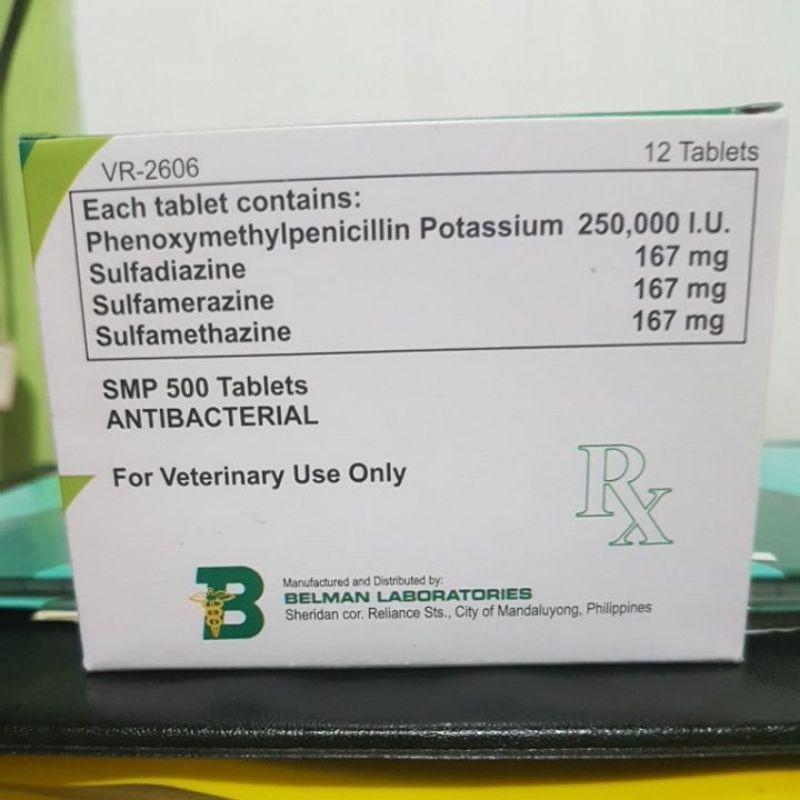 VR-2606
12 Tablets
Each tablet contains:
Phenoxymethylpenicillin Potassium 250,000 I.U.
Sulfadiazine 167 mg
Sulfamerazine 167 mg
Sulfamethazine 167 mg
SMP 500 Tablets
ANTIBACTERIAL
For Veterinary Use Only
Rx
B
Manufactured and Distributed by:
BELMAN LABORATORIES
Sheridan cor. Reliance Sts., City of Mandaluyong, Philippines